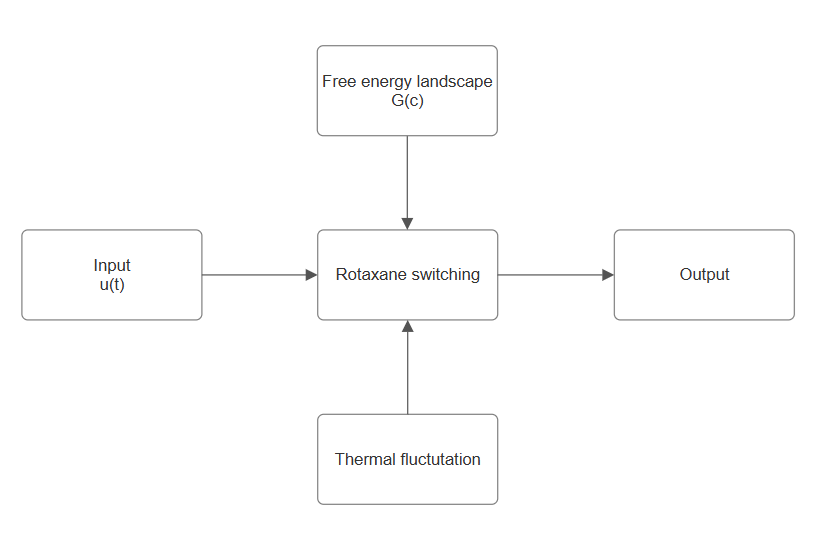 Free energy landscape
G(c)
Input
u(t)
Rotaxane switching
Output
Thermal fluctutation